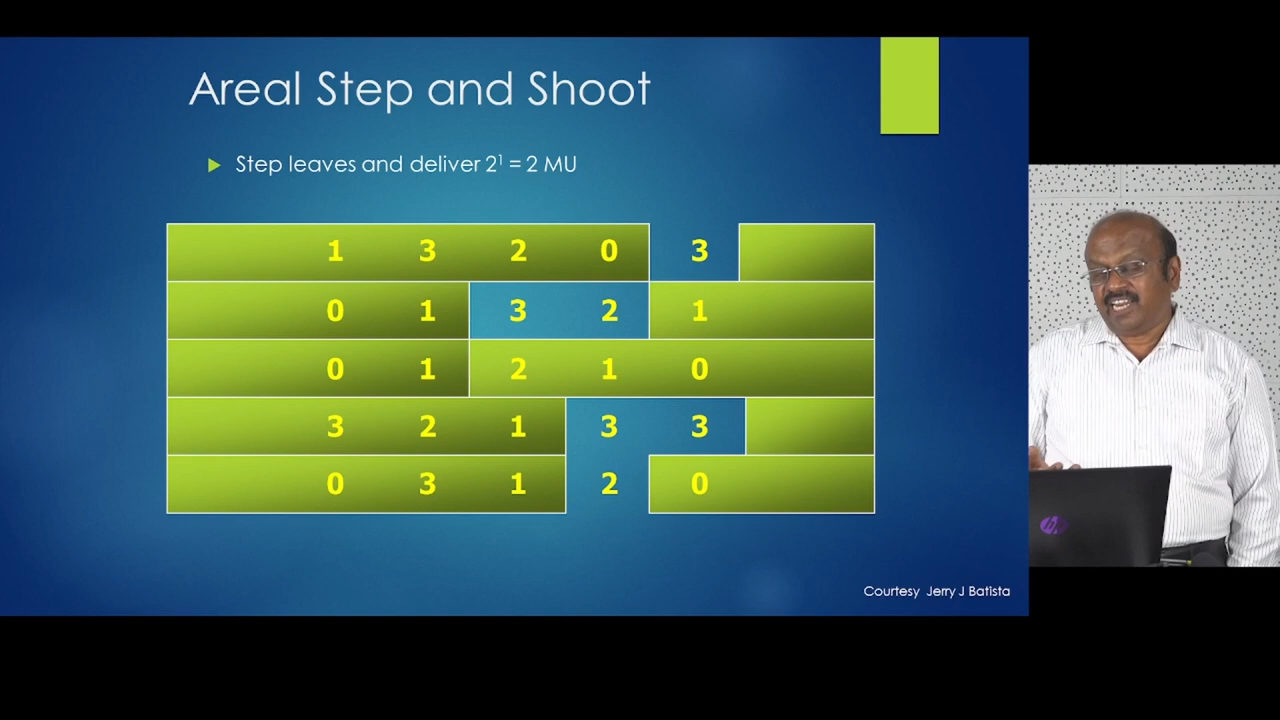 Areal Step and Shoot
Step leaves and deliver 2¹ = 2 MU
1 3 2 0 3
0 1 3 2 1
0 1 2 1 0
3 2 1 3 3
0 3 1 2 0
Courtesy Jerry J Batista
hp